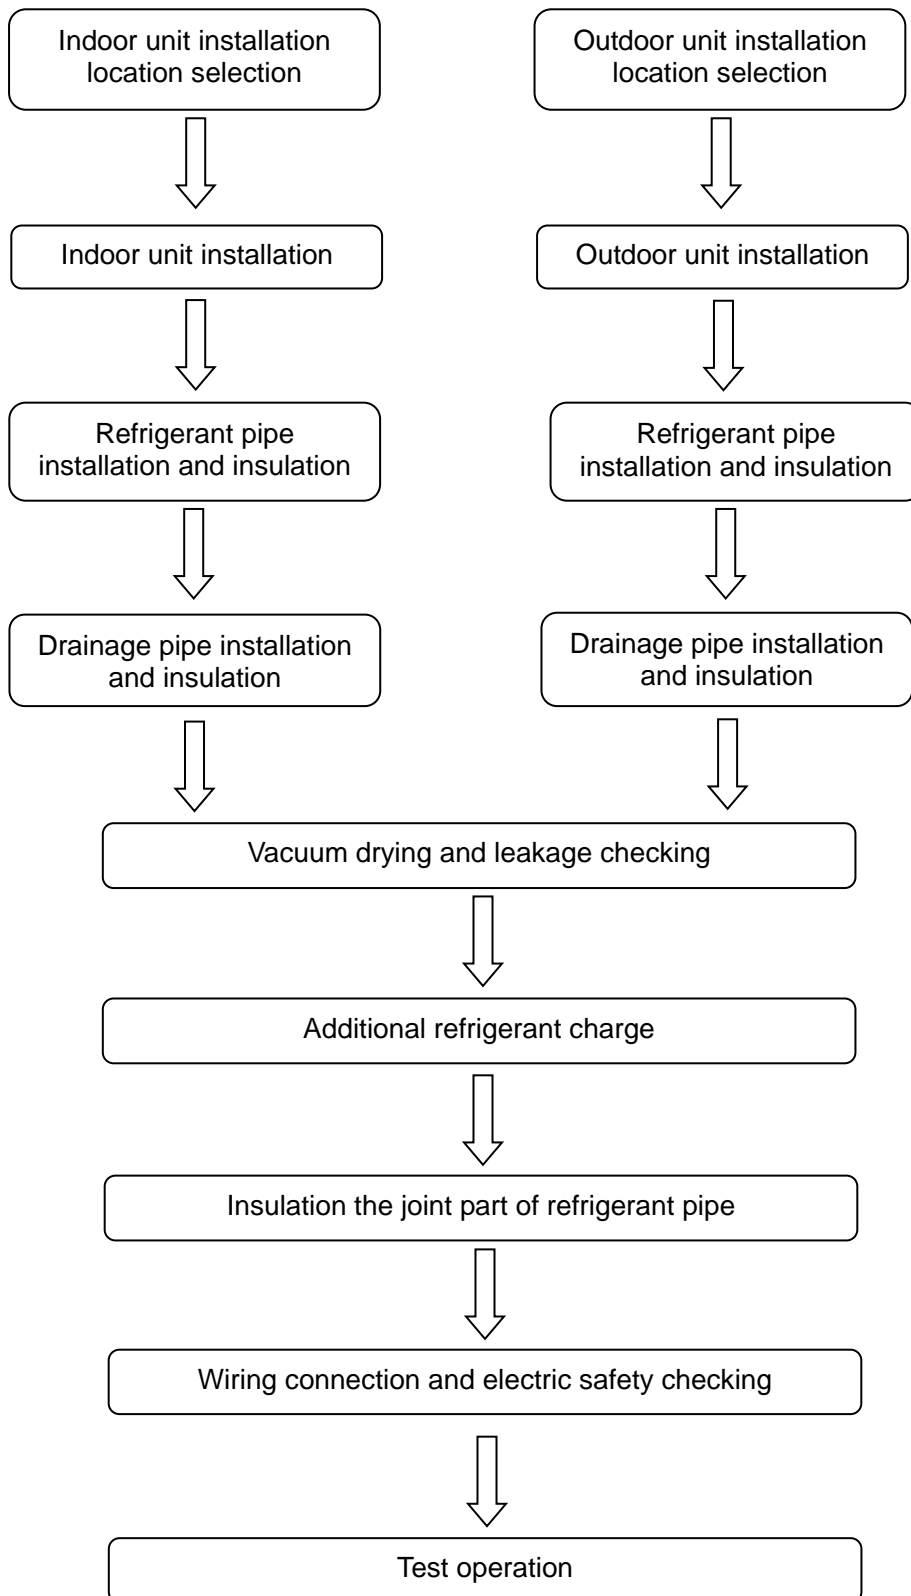 Indoor unit installation
location selection
Outdoor unit installation
location selection
Indoor unit installation
Outdoor unit installation
Refrigerant pipe
installation and insulation
Refrigerant pipe
installation and insulation
Drainage pipe installation
and insulation
Drainage pipe installation
and insulation
Vacuum drying and leakage checking
Additional refrigerant charge
Insulation the joint part of refrigerant pipe
Wiring connection and electric safety checking
Test operation